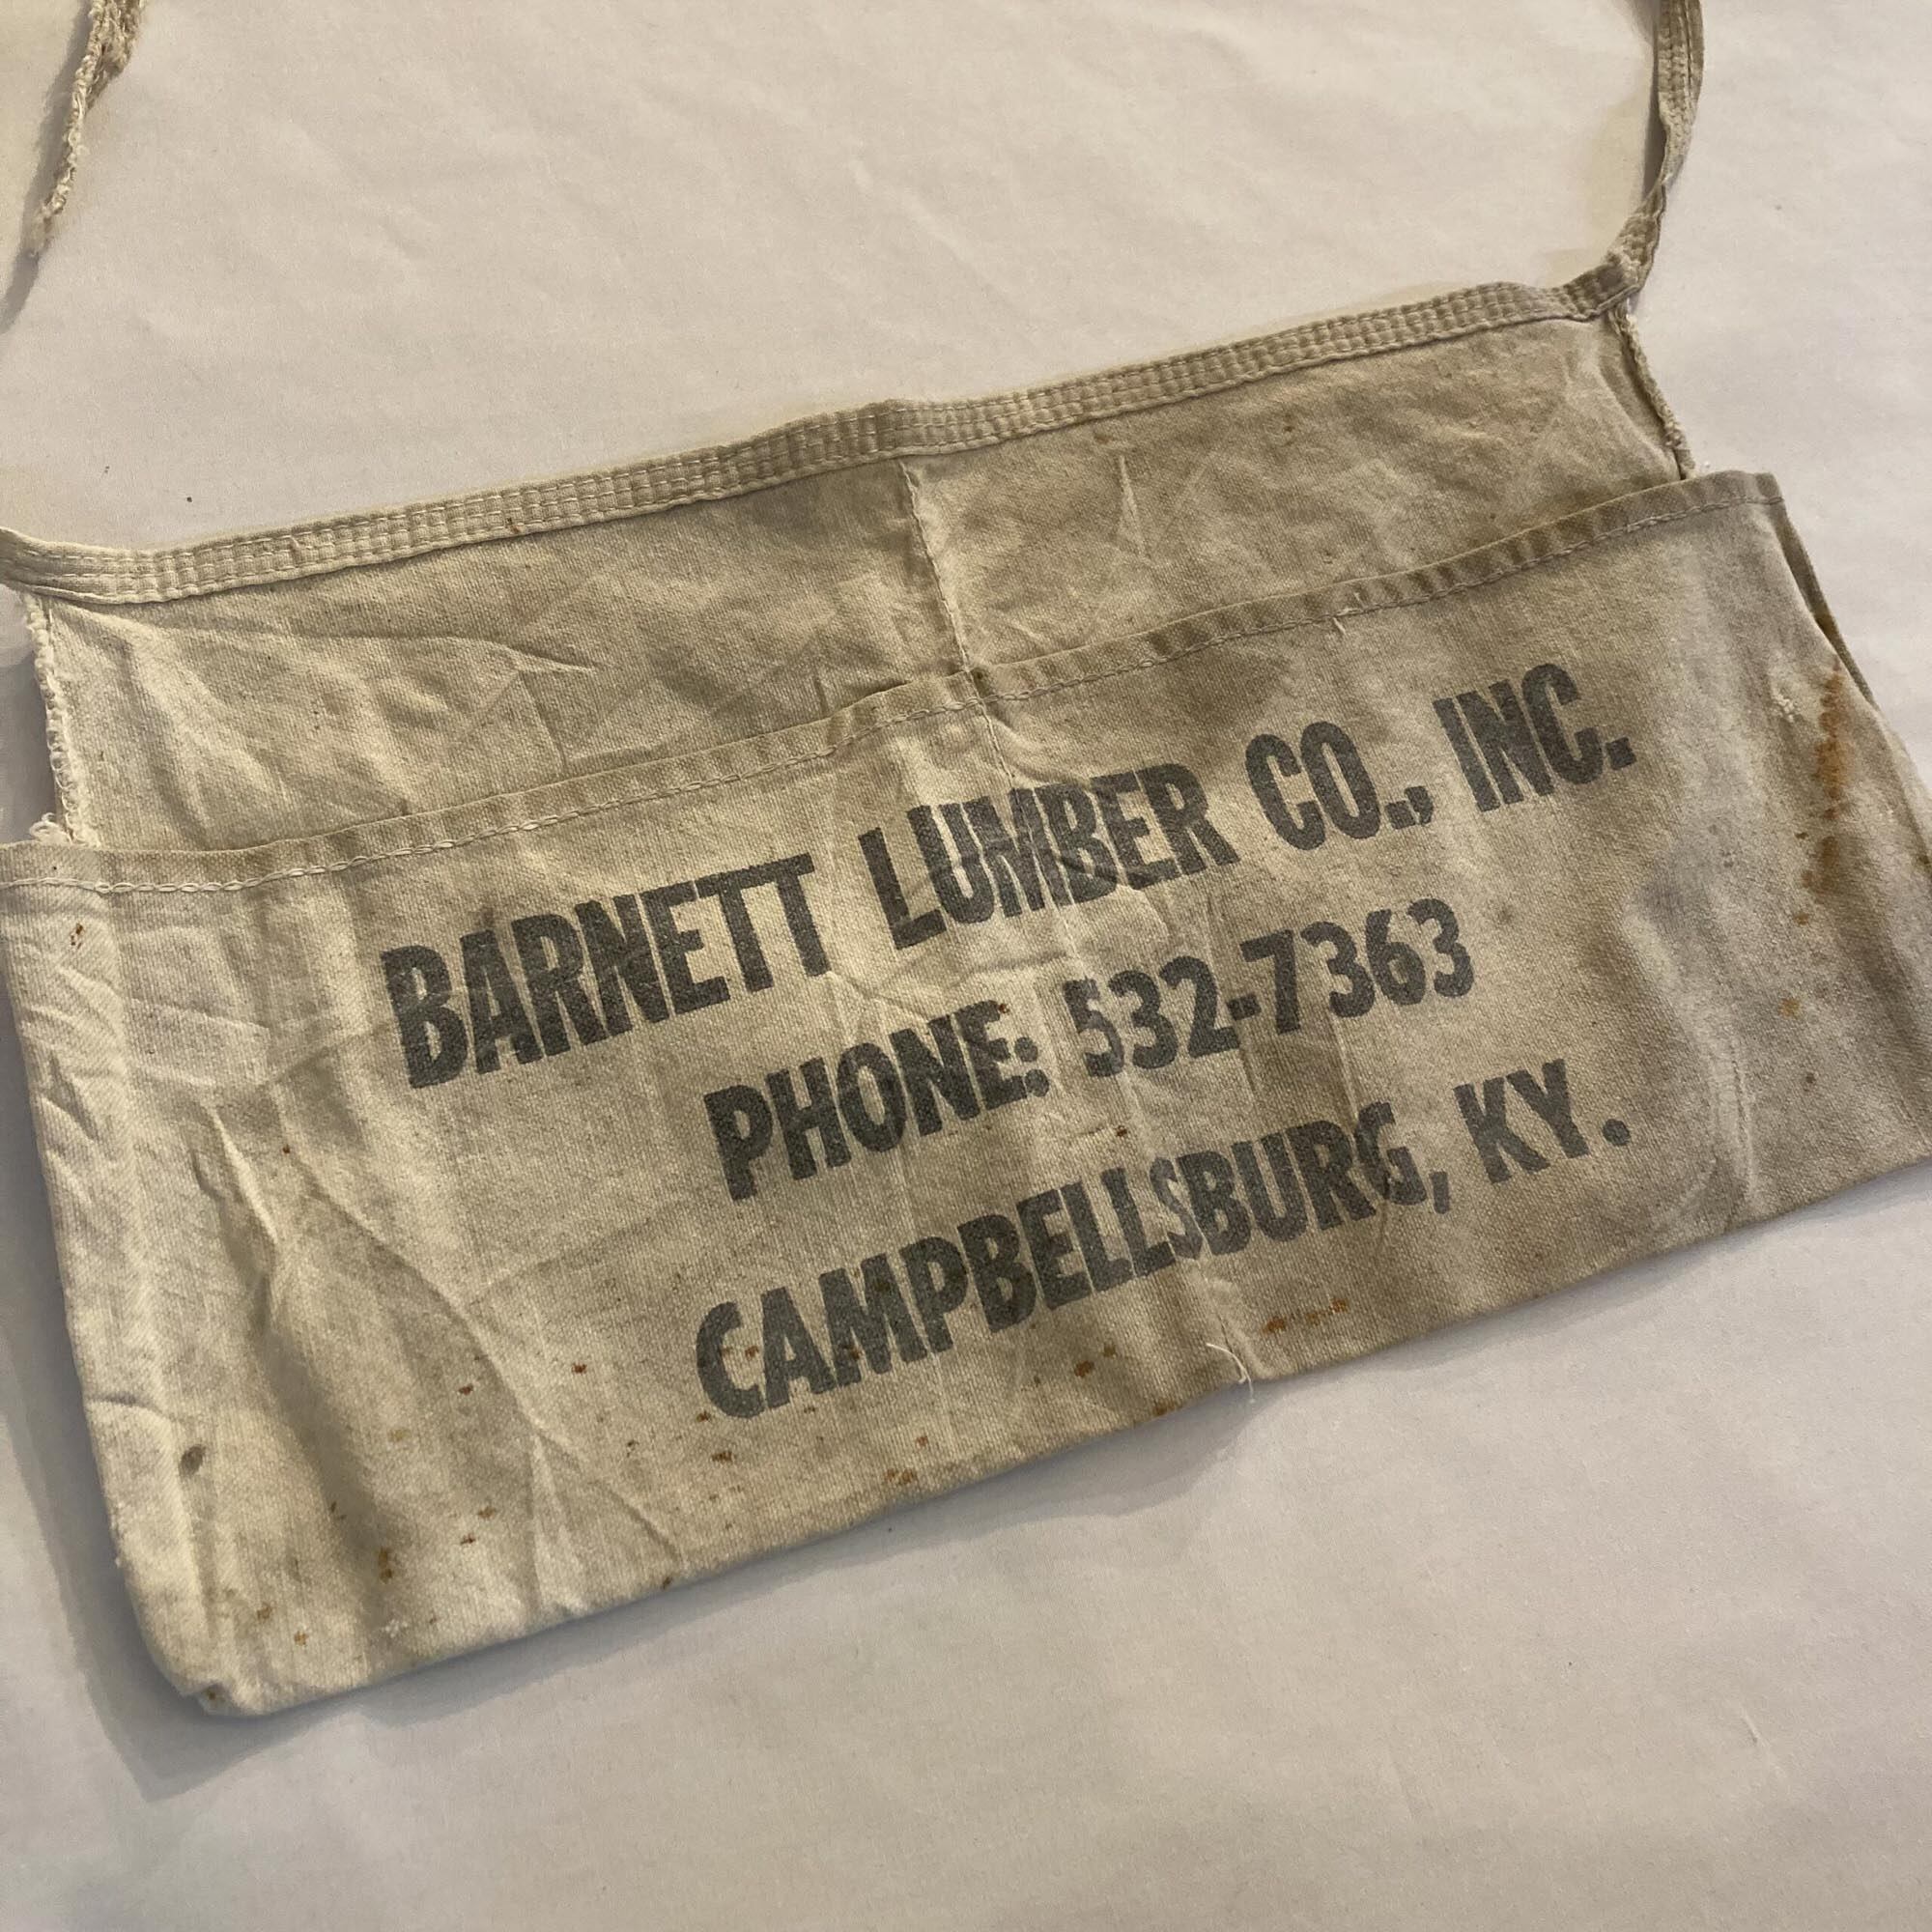 BARNETT LUMBER CO., INC.
PHONE: 532-7363
CAMPBELLSBURG, KY.